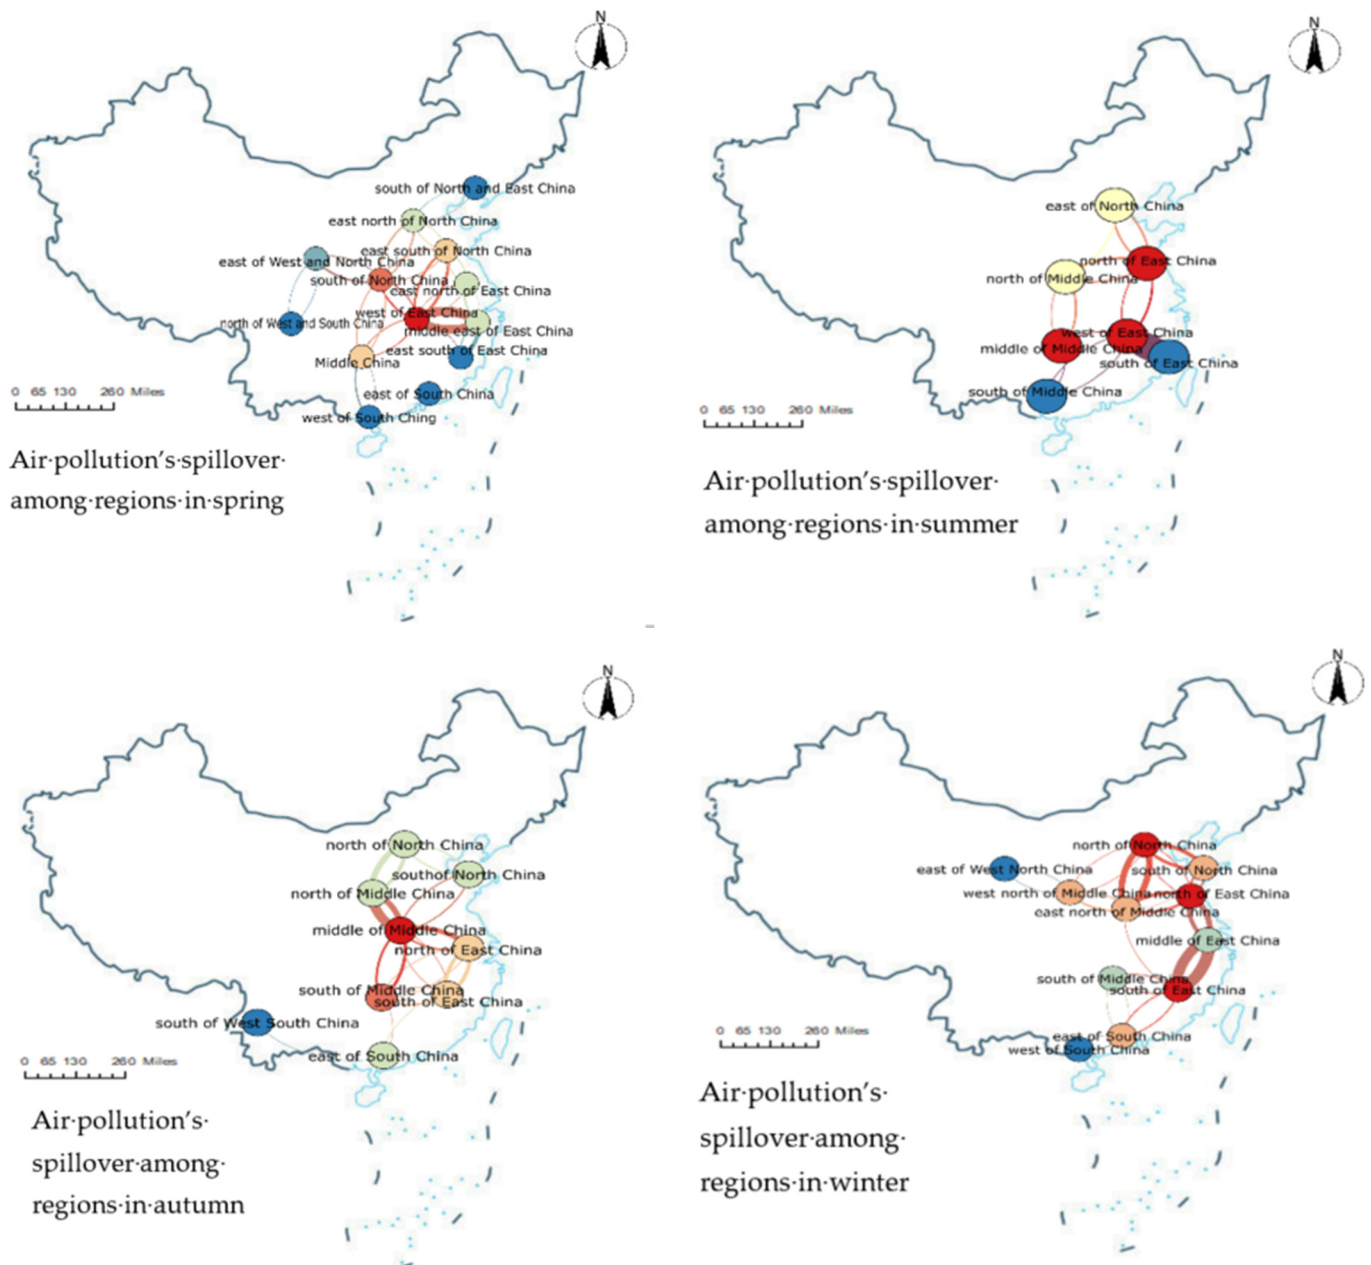 N
south of North and East China
east north of North China
east south of North China
east of West and North China
south of North China
east north of East China
west of East China
north of West and South China
middle east of East China
east south of East China
Middle China
east of South China
west of South Ching
0 65 130 260 Miles
Air·pollution's·spillover·
among·regions·in·spring
N
east of North China
north of East China
north of Middle China
west of East China
middle of Middle China
south of East China
south of Middle China
0 65 130 260 Miles
Air·pollution's·spillover·
among·regions·in·summer
N
north of North China
southof North China
north of Middle China
middle of Middle China
north of East China
south of Middle China
south of East China
south of West South China
east of South China
0 65 130 260 Miles
Air·pollution's·
spillover·among·
regions·in·autumn
N
north of North China
east of West North China
south of North China
west north of Middle China
north of East China
east north of Middle China
middle of East China
south of Middle China
south of East China
east of South China
west of South China
0 65 130 260 Miles
Air·pollution's·
spillover·among·
regions·in·winter